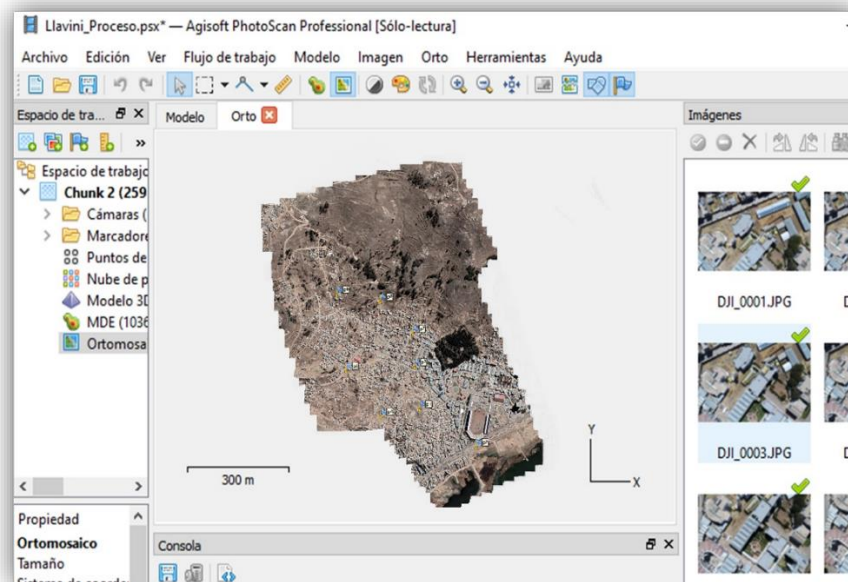 Llavini_Proceso.psx* — Agisoft PhotoScan Professional [Sólo-lectura]
Archivo Edición Ver Flujo de trabajo Modelo Imagen Orto Herramientas Ayuda
Espacio de tra...
Modelo Orto
Imágenes
»
Espacio de trabajo
Chunk 2 (259
Cámaras (
Marcadore
Puntos de
Nube de p
Modelo 3D
MDE (1036
Ortomosa
DJI_0001.JPG
DJI_0003.JPG
300 m
Y
X
Propiedad
Ortomosaico
Tamaño
Consola